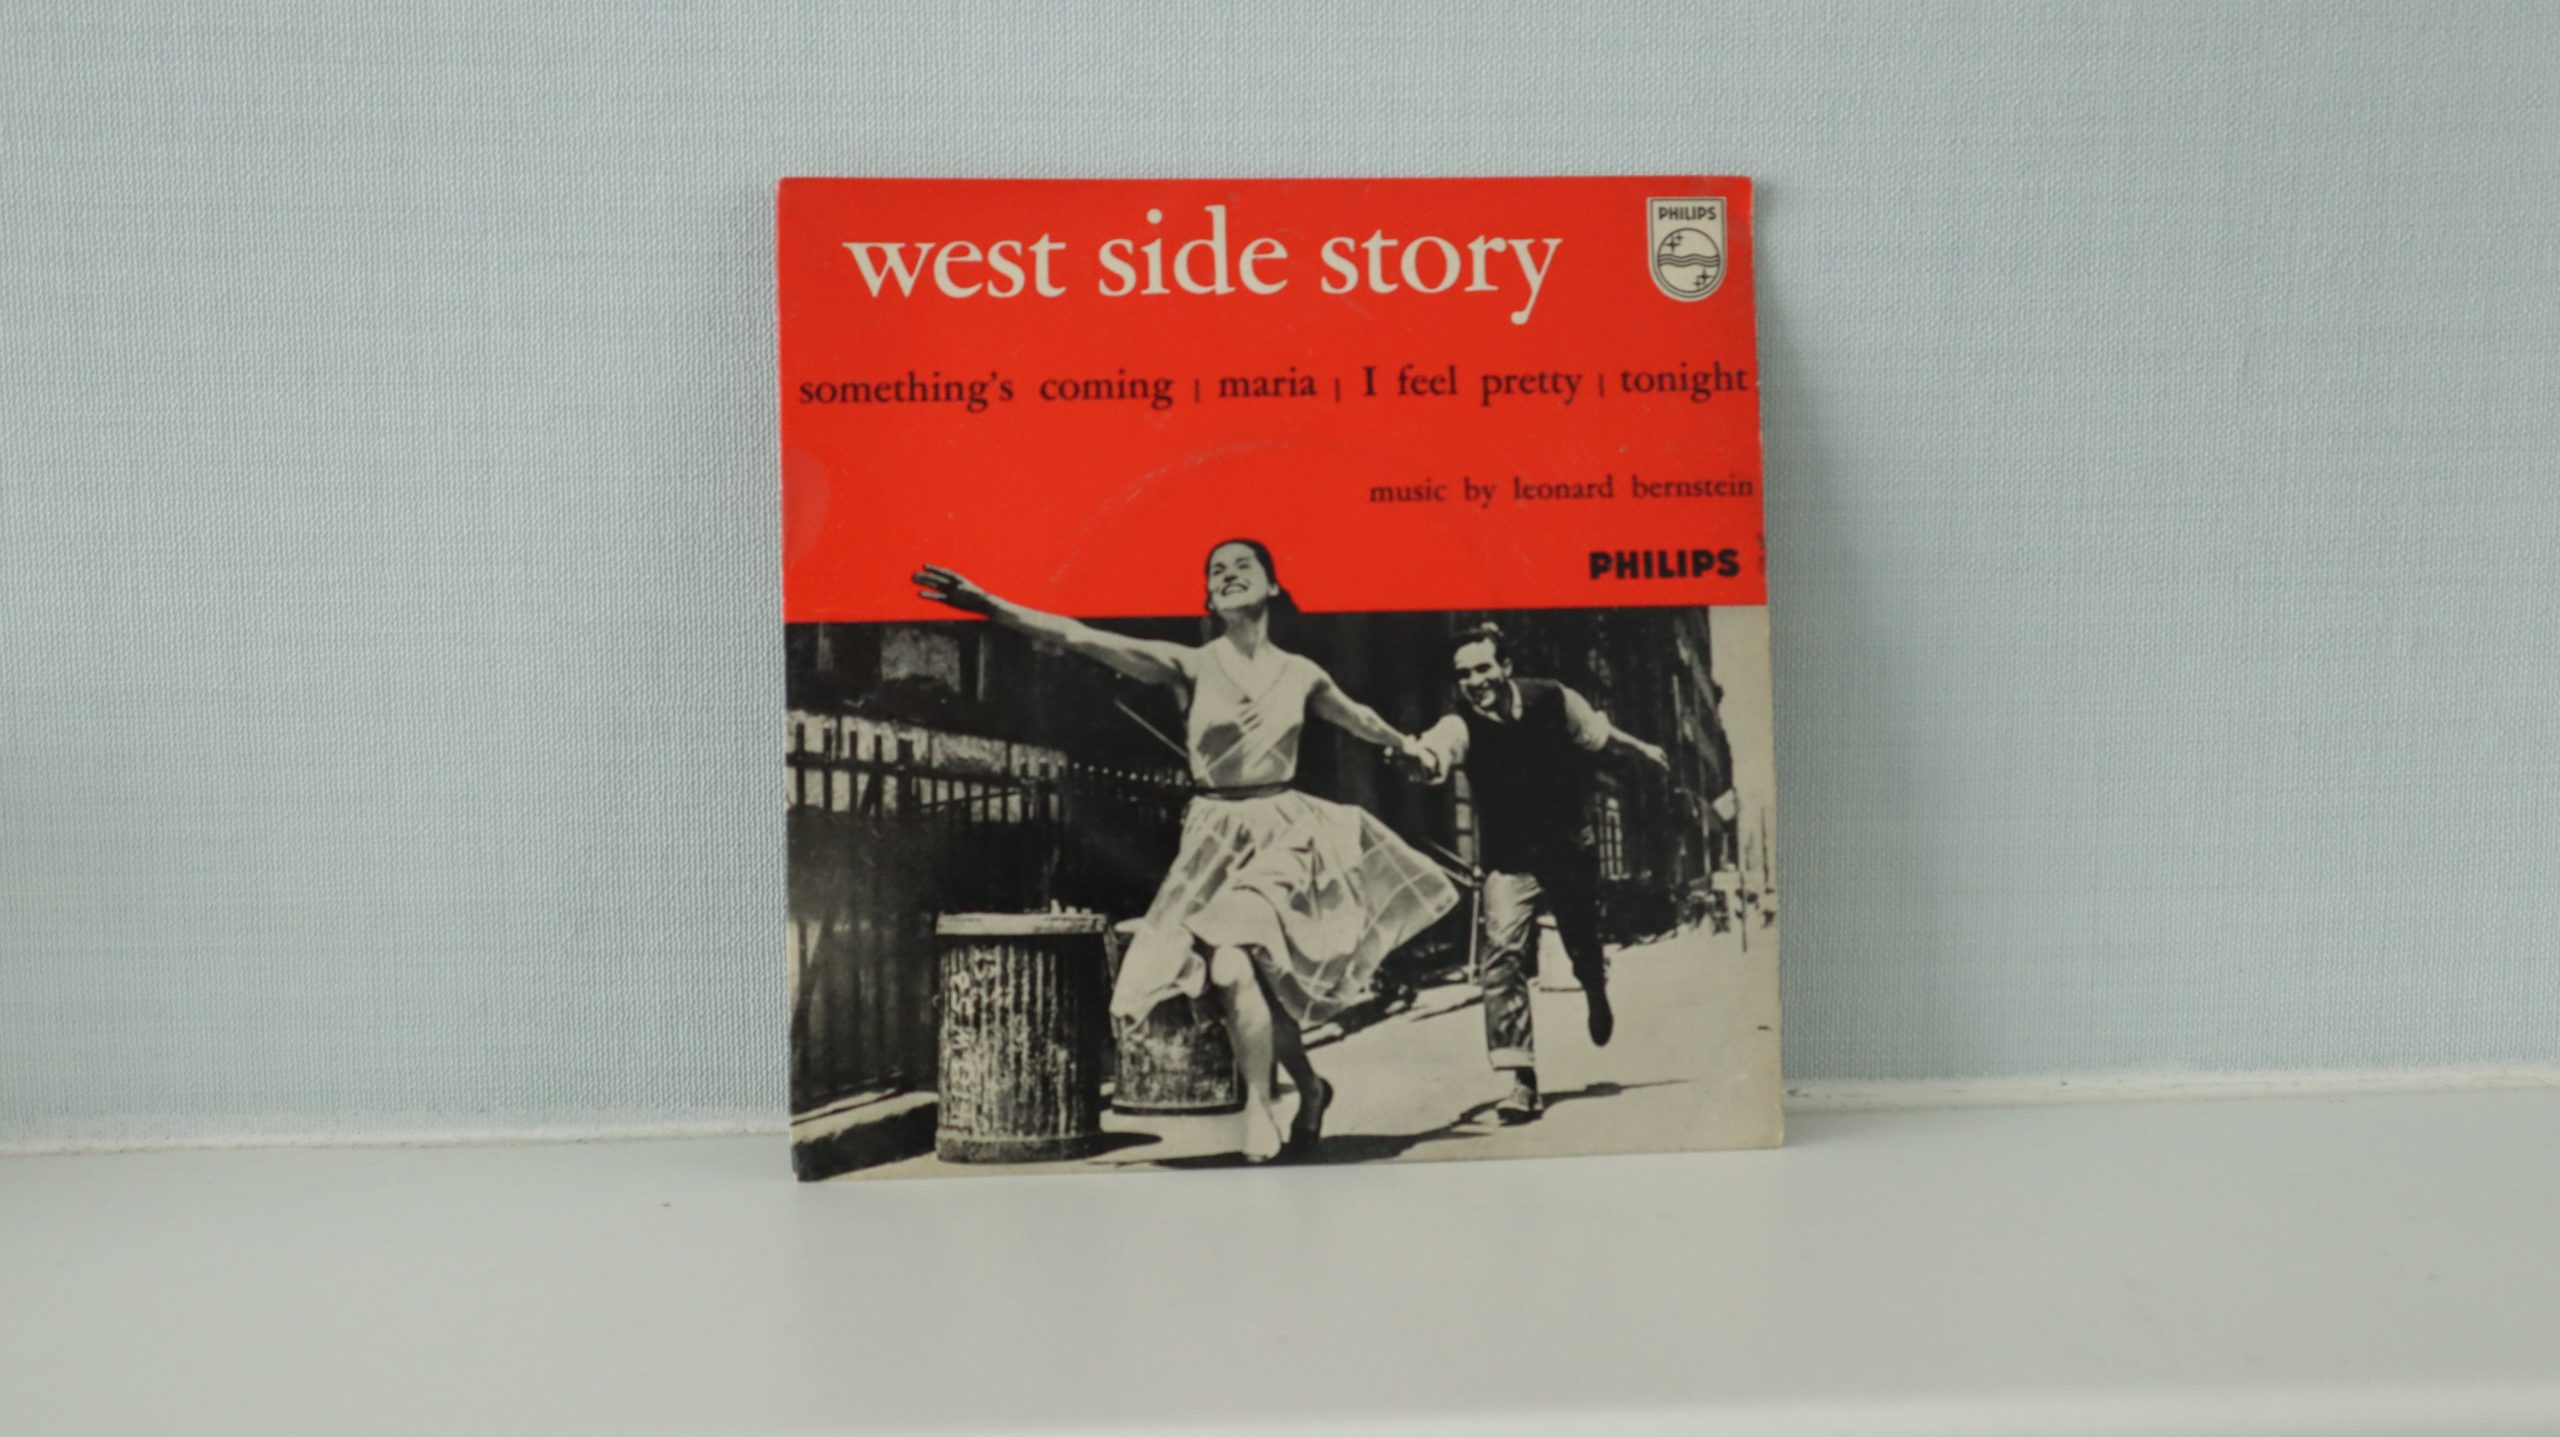 west side story
PHILIPS
something's coming | maria | I feel pretty | tonight
music by leonard bernstein
PHILIPS